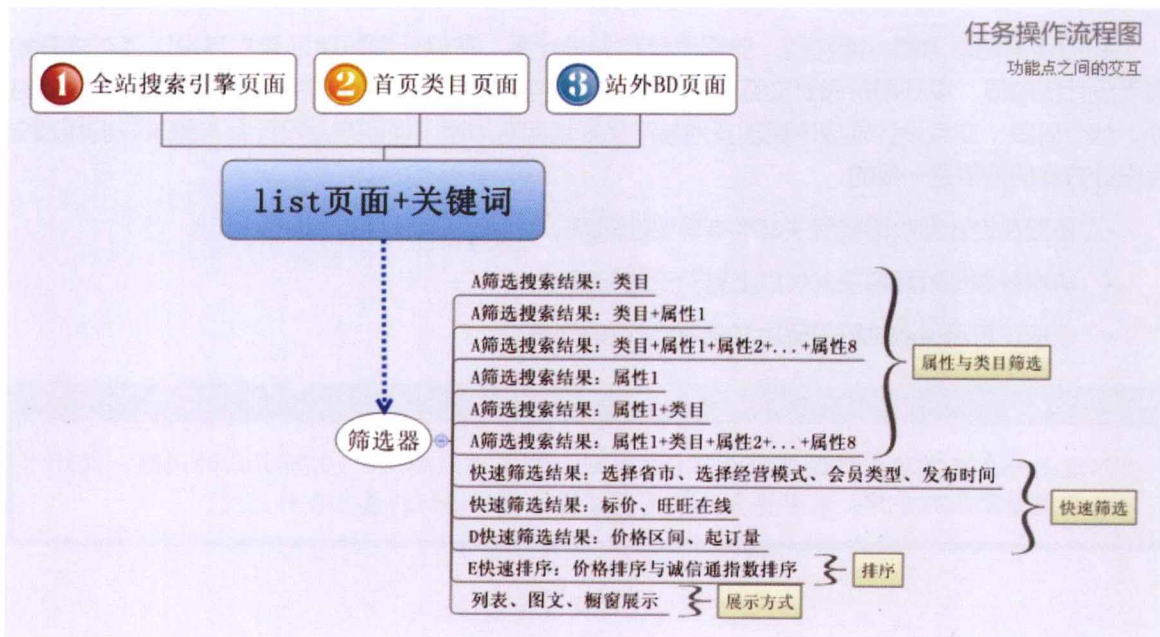 任务操作流程图
功能点之间的交互
1 全站搜索引擎页面
2 首页类目页面
3 站外BD页面
list页面+关键词
筛选器
A筛选搜索结果：类目
A筛选搜索结果：类目+属性1
A筛选搜索结果：类目+属性1+属性2+...+属性8
A筛选搜索结果：属性1
A筛选搜索结果：属性1+类目
A筛选搜索结果：属性1+类目+属性2+...+属性8
属性与类目筛选
快速筛选结果：选择省市、选择经营模式、会员类型、发布时间
快速筛选结果：标价、旺旺在线
D快速筛选结果：价格区间、起订量
快速筛选
E快速排序：价格排序与诚信通指数排序
排序
列表、图文、橱窗展示
展示方式